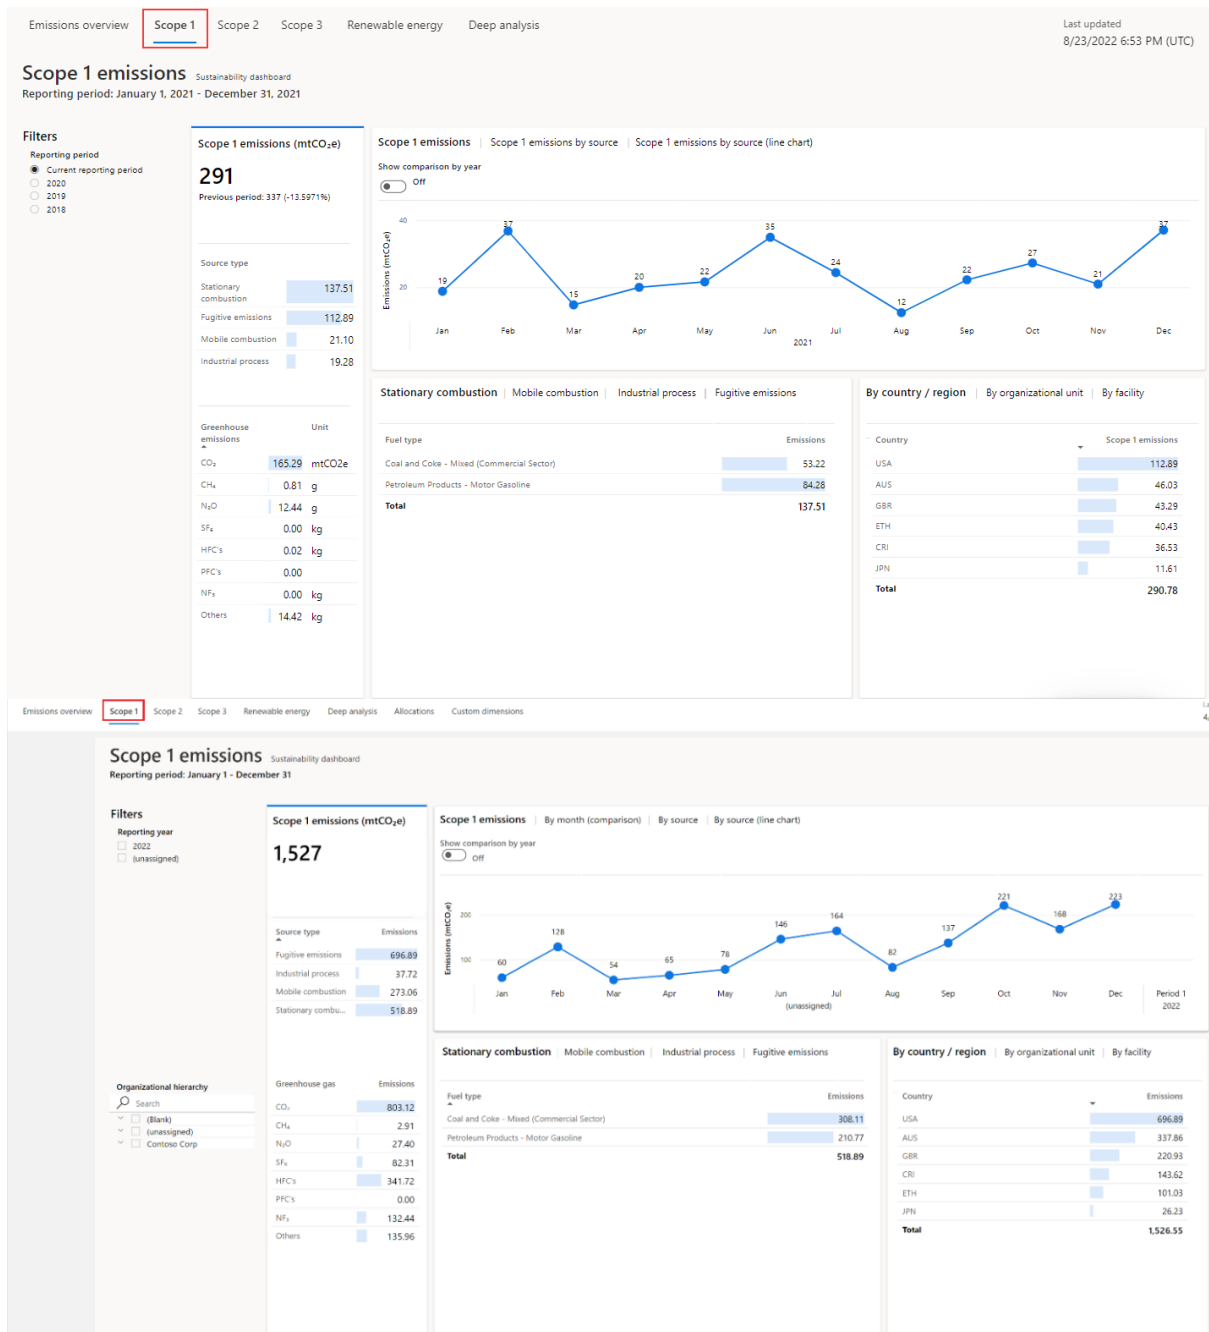 Emissions overview Scope 1 Scope 2 Scope 3 Renewable energy Deep analysis
Last updated
8/23/2022 6:53 PM (UTC)
Scope 1 emissions Sustainability dashboard
Reporting period: January 1, 2021 - December 31, 2021
Filters
Reporting period
Current reporting period
2020
2019
2018
Scope 1 emissions (mtCO₂e)
291
Previous period: 337 (-13.5971%)
Source type
Stationary combustion 137.51
Fugitive emissions 112.89
Mobile combustion 21.10
Industrial process 19.28
Greenhouse emissions Unit
CO₂ 165.29 mtCO2e
CH₄ 0.81 g
N₂O 12.44 g
SF₆ 0.00 kg
HFC's 0.02 kg
PFC's 0.00
NF₃ 0.00 kg
Others 14.42 kg
Scope 1 emissions | Scope 1 emissions by source | Scope 1 emissions by source (line chart)
Show comparison by year
Off
Emissions (mtCO₂e)
40
20
19 37 15 20 22 35 24 12 22 27 21 37
Jan Feb Mar Apr May Jun Jul Aug Sep Oct Nov Dec
2021
Stationary combustion | Mobile combustion | Industrial process | Fugitive emissions
Fuel type Emissions
Coal and Coke - Mixed (Commercial Sector) 53.22
Petroleum Products - Motor Gasoline 84.28
Total 137.51
By country / region | By organizational unit | By facility
Country Scope 1 emissions
USA 112.89
AUS 46.03
GBR 43.29
ETH 40.43
CRI 36.53
JPN 11.61
Total 290.78
Emissions overview Scope 1 Scope 2 Scope 3 Renewable energy Deep analysis Allocations Custom dimensions
Scope 1 emissions Sustainability dashboard
Reporting period: January 1 - December 31
Filters
Reporting year
2022
(unassigned)
Organizational hierarchy
Search
(Blank)
(unassigned)
Contoso Corp
Scope 1 emissions (mtCO₂e)
1,527
Source type Emissions
Fugitive emissions 696.89
Industrial process 37.72
Mobile combustion 273.06
Stationary combu... 518.89
Greenhouse gas Emissions
CO₂ 803.12
CH₄ 2.91
N₂O 27.40
SF₆ 82.31
HFC's 341.72
PFC's 0.00
NF₃ 132.44
Others 135.96
Scope 1 emissions | By month (comparison) | By source | By source (line chart)
Show comparison by year
Off
Emissions (mtCO₂e)
200
100
60 128 54 65 78 146 164 82 137 221 168 223
Jan Feb Mar Apr May Jun Jul Aug Sep Oct Nov Dec Period 1
(unassigned) 2022
Stationary combustion | Mobile combustion | Industrial process | Fugitive emissions
Fuel type Emissions
Coal and Coke - Mixed (Commercial Sector) 308.11
Petroleum Products - Motor Gasoline 210.77
Total 518.89
By country / region | By organizational unit | By facility
Country Emissions
USA 696.89
AUS 337.86
GBR 220.93
CRI 143.62
ETH 101.03
JPN 26.23
Total 1,526.55